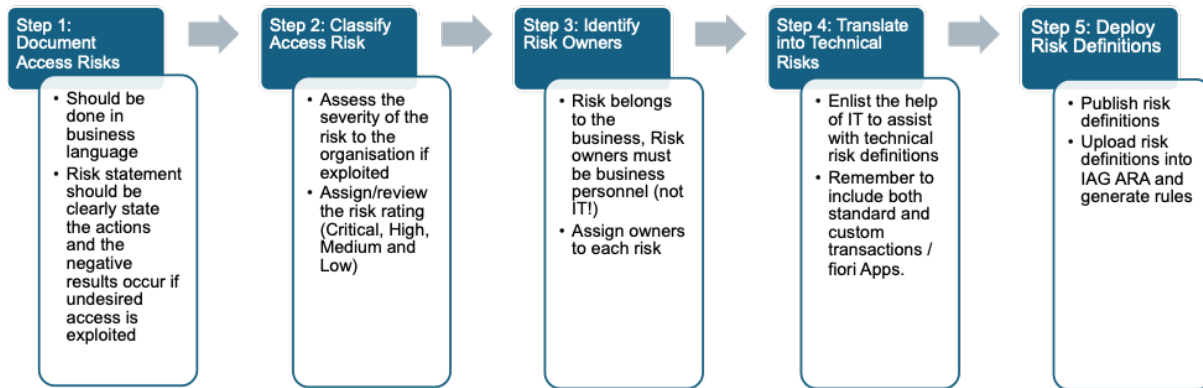 Step 1:
Document
Access Risks
• Should be
done in
business
language
• Risk statement
should be
clearly state
the actions
and the
negative
results occur if
undesired
access is
exploited
Step 2: Classify
Access Risk
• Assess the
severity of the
risk to the
organisation if
exploited
• Assign/review
the risk rating
(Critical, High,
Medium and
Low)
Step 3: Identify
Risk Owners
• Risk belongs
to the
business, Risk
owners must
be business
personnel (not
IT!)
• Assign owners
to each risk
Step 4: Translate
into Technical
Risks
• Enlist the help
of IT to assist
with technical
risk definitions
• Remember to
include both
standard and
custom
transactions /
fiori Apps.
Step 5: Deploy
Risk Definitions
• Publish risk
definitions
• Upload risk
definitions into
IAG ARA and
generate rules